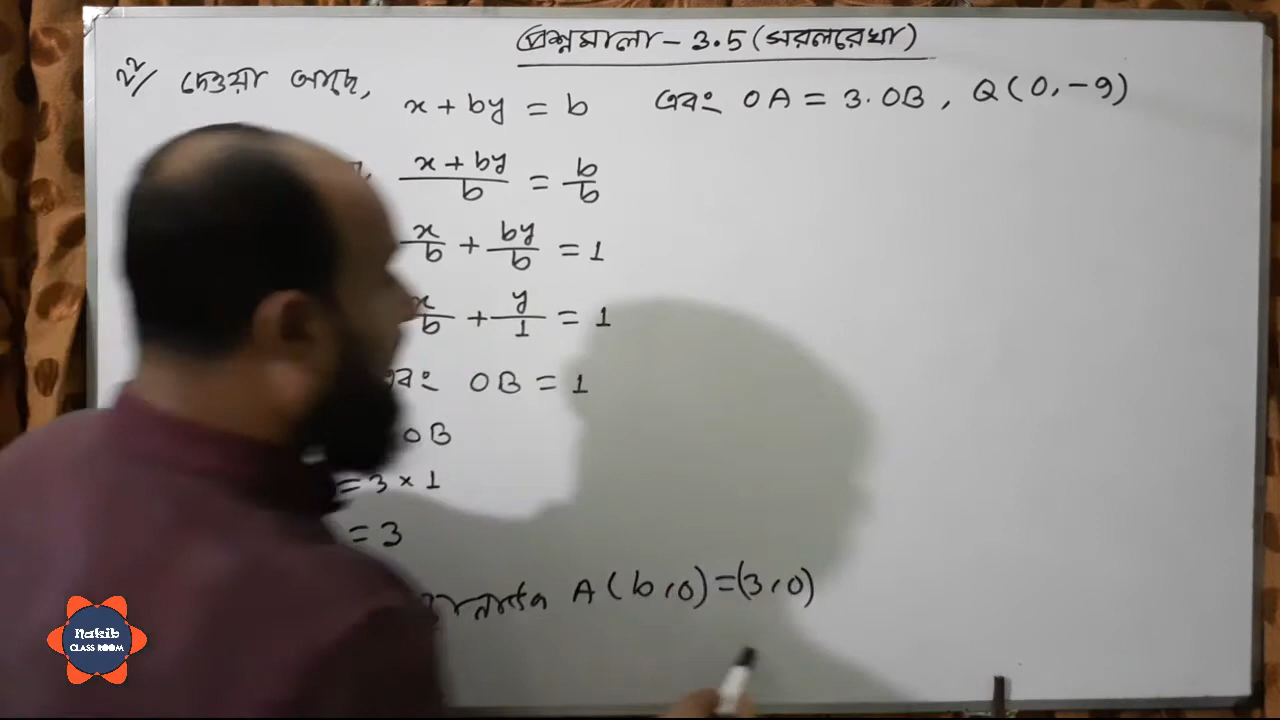 প্রশ্নমালা - 3.5 (সরলরেখা)
22/ দেওয়া আছে,
x + by = b এবং OA = 3.OB, Q(0, -9)
x + by / b = b / b
x/b + by/b = 1
x/b + y/1 = 1
এবং OB = 1
OB
= 3 × 1
= 3
A(b,0) = (3,0)
Nakib
CLASS ROOM